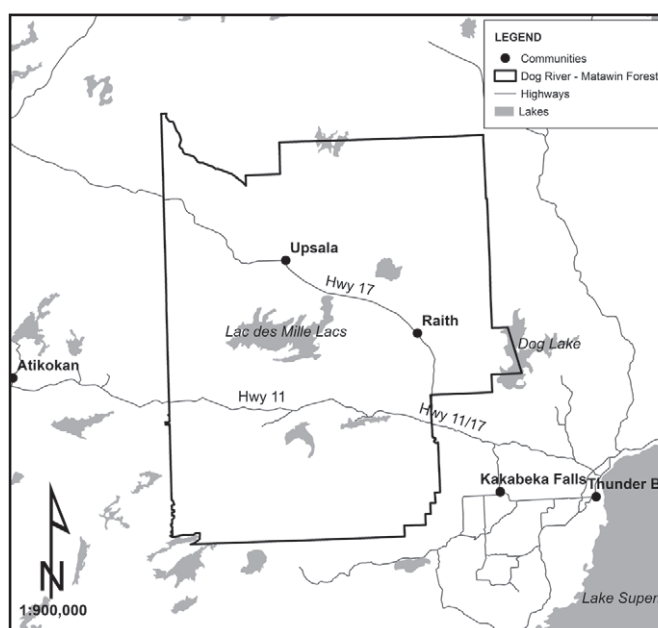 LEGEND
Communities
Dog River - Matawin Forest
Highways
Lakes
Upsala
Hwy 17
Lac des Mille Lacs
Raith
Dog Lake
Atikokan
Hwy 11
Hwy 11/17
Kakabeka Falls
Thunder B
N
1:900,000
Lake Super